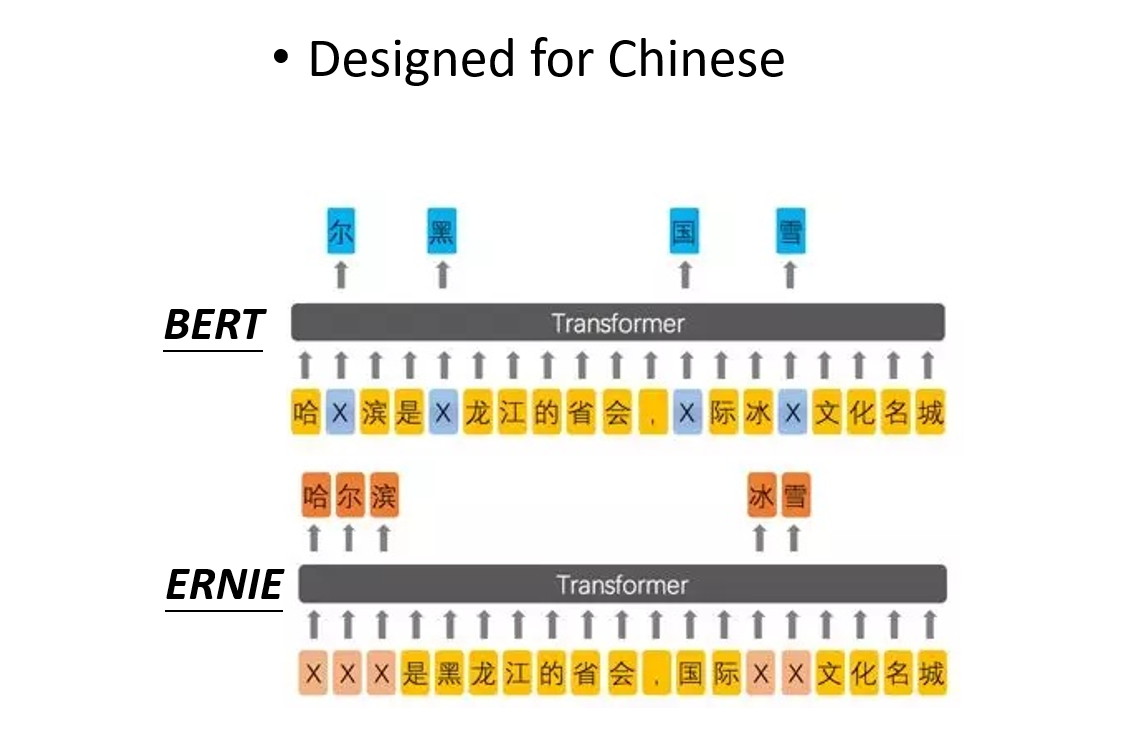 • Designed for Chinese
尔 黑 国 雪
BERT
Transformer
哈 X 滨 是 X 龙 江 的 省 会 , X 际 冰 X 文 化 名 城
哈 尔 滨 冰 雪
ERNIE
Transformer
X X X 是 黑 龙 江 的 省 会 , 国 际 X X 文 化 名 城